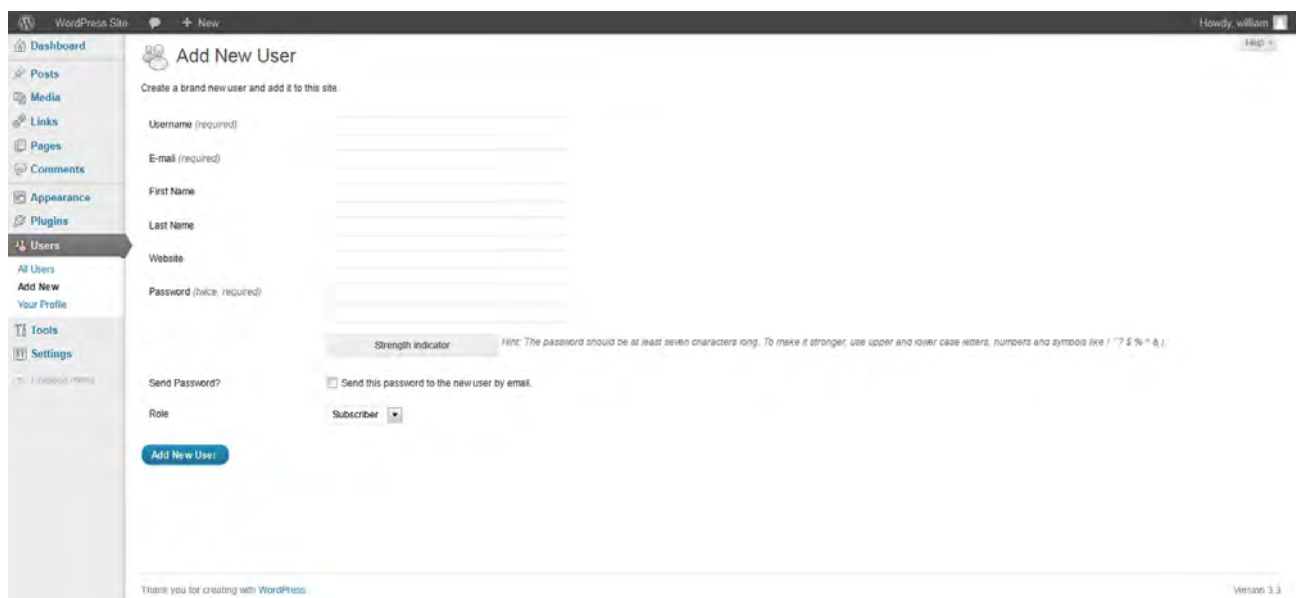 WordPress Site + New Howdy, william
Help
Dashboard
Posts
Media
Links
Pages
Comments
Appearance
Plugins
Users
All Users
Add New
Your Profile
Tools
Settings
Collapse menu
Add New User
Create a brand new user and add it to this site.
Username (required)
E-mail (required)
First Name
Last Name
Website
Password (twice, required)
Strength indicator
Hint: The password should be at least seven characters long. To make it stronger, use upper and lower case letters, numbers and symbols like ! " ? $ % ^ & ).
Send Password? Send this password to the new user by email.
Role Subscriber
Add New User
Thank you for creating with WordPress. Version 3.3